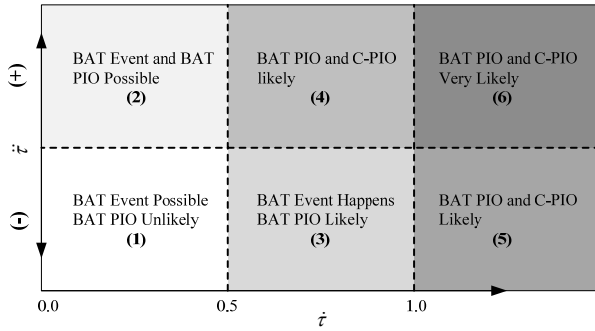 (+)
BAT Event and BAT
PIO Possible
(2)
BAT PIO and C-PIO
likely
(4)
BAT PIO and C-PIO
Very Likely
(6)
τ̈
(-)
BAT Event Possible
BAT PIO Unlikely
(1)
BAT Event Happens
BAT PIO Likely
(3)
BAT PIO and C-PIO
Likely
(5)
0.0
0.5
1.0
τ̇